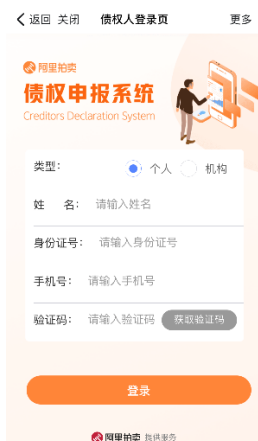 返回 关闭 债权人登录页 更多
阿里拍卖
债权申报系统
Creditors Declaration System
类型： 个人 机构
姓 名： 请输入姓名
身份证号： 请输入身份证号
手机号： 请输入手机号
验证码： 请输入验证码 获取验证码
登录
阿里拍卖 提供服务